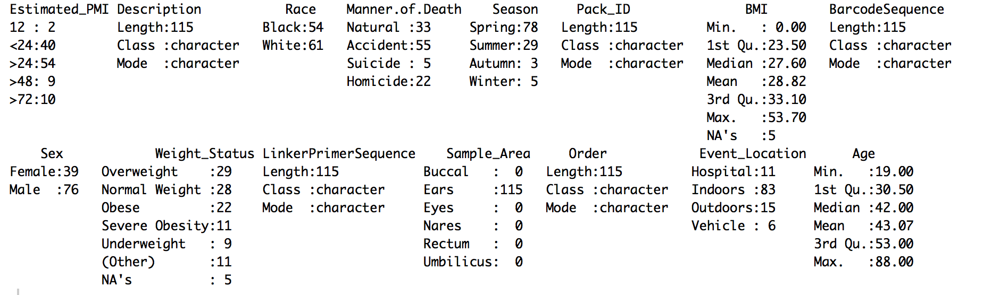 Estimated_PMI Description      Race    Manner.of.Death    Season     Pack_ID               BMI          BarcodeSequence
12 : 2        Length:115         Black:54   Natural :33     Spring:78   Length:115         Min.   : 0.00   Length:115
<24:40        Class :character   White:61   Accident:55     Summer:29   Class :character   1st Qu.:23.50   Class :character
>24:54        Mode  :character              Suicide : 5     Autumn: 3   Mode  :character   Median :27.60   Mode  :character
>48: 9                                      Homicide:22     Winter: 5                      Mean   :28.82
>72:10                                                                                     3rd Qu.:33.10
                                                                                           Max.   :53.70
                                                                                           NA's   :5
    Sex            Weight_Status LinkerPrimerSequence    Sample_Area     Order            Event_Location      Age
Female:39   Overweight    :29    Length:115           Buccal   :  0   Length:115         Hospital:11     Min.   :19.00
Male  :76   Normal Weight :28    Class :character     Ears     :115   Class :character   Indoors :83     1st Qu.:30.50
            Obese         :22    Mode  :character     Eyes     :  0   Mode  :character   Outdoors:15     Median :42.00
            Severe Obesity:11                         Nares    :  0                      Vehicle : 6     Mean   :43.07
            Underweight   : 9                         Rectum   :  0                                      3rd Qu.:53.00
            (Other)       :11                         Umbilicus:  0                                      Max.   :88.00
            NA's          : 5